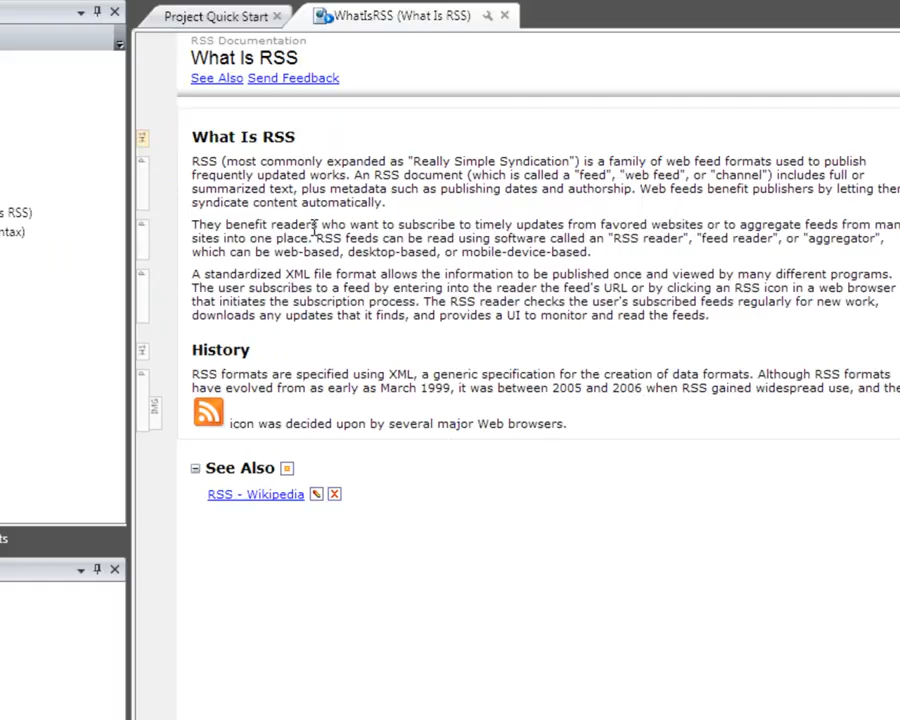 Project Quick Start
WhatIsRSS (What Is RSS)
RSS Documentation
What Is RSS
See Also Send Feedback
What Is RSS
RSS (most commonly expanded as "Really Simple Syndication") is a family of web feed formats used to publish
frequently updated works. An RSS document (which is called a "feed", "web feed", or "channel") includes full or
summarized text, plus metadata such as publishing dates and authorship. Web feeds benefit publishers by letting
syndicate content automatically.
s RSS)
ntax)
They benefit readers who want to subscribe to timely updates from favored websites or to aggregate feeds from
sites into one place. RSS feeds can be read using software called an "RSS reader", "feed reader", or "aggregator",
which can be web-based, desktop-based, or mobile-device-based.
A standardized XML file format allows the information to be published once and viewed by many different programs.
The user subscribes to a feed by entering into the reader the feed's URL or by clicking an RSS icon in a web browser
that initiates the subscription process. The RSS reader checks the user's subscribed feeds regularly for new work,
downloads any updates that it finds, and provides a UI to monitor and read the feeds.
History
RSS formats are specified using XML, a generic specification for the creation of data formats. Although RSS formats
have evolved from as early as March 1999, it was between 2005 and 2006 when RSS gained widespread use, and the
IMG
icon was decided upon by several major Web browsers.
See Also
RSS - Wikipedia
ts